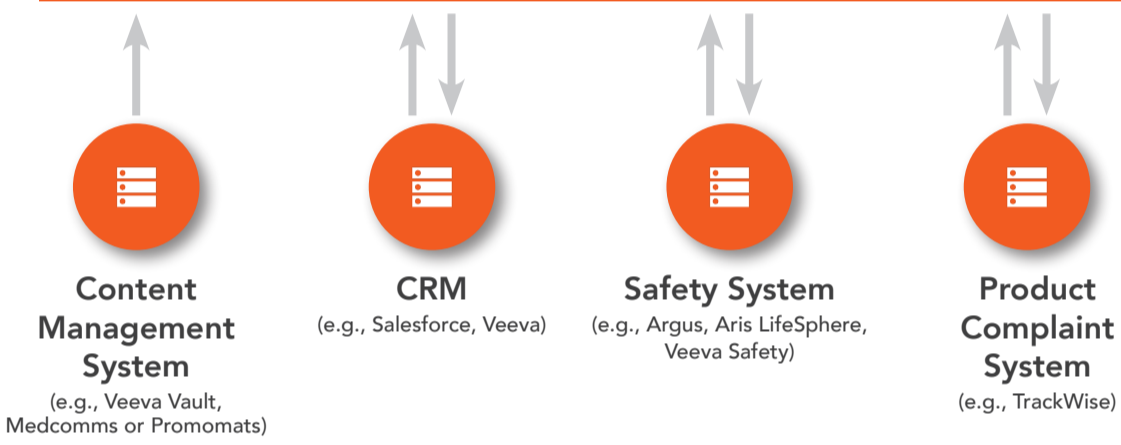 Content
Management
System
(e.g., Veeva Vault,
Medcomms or Promomats)
CRM
(e.g., Salesforce, Veeva)
Safety System
(e.g., Argus, Aris LifeSphere,
Veeva Safety)
Product
Complaint
System
(e.g., TrackWise)